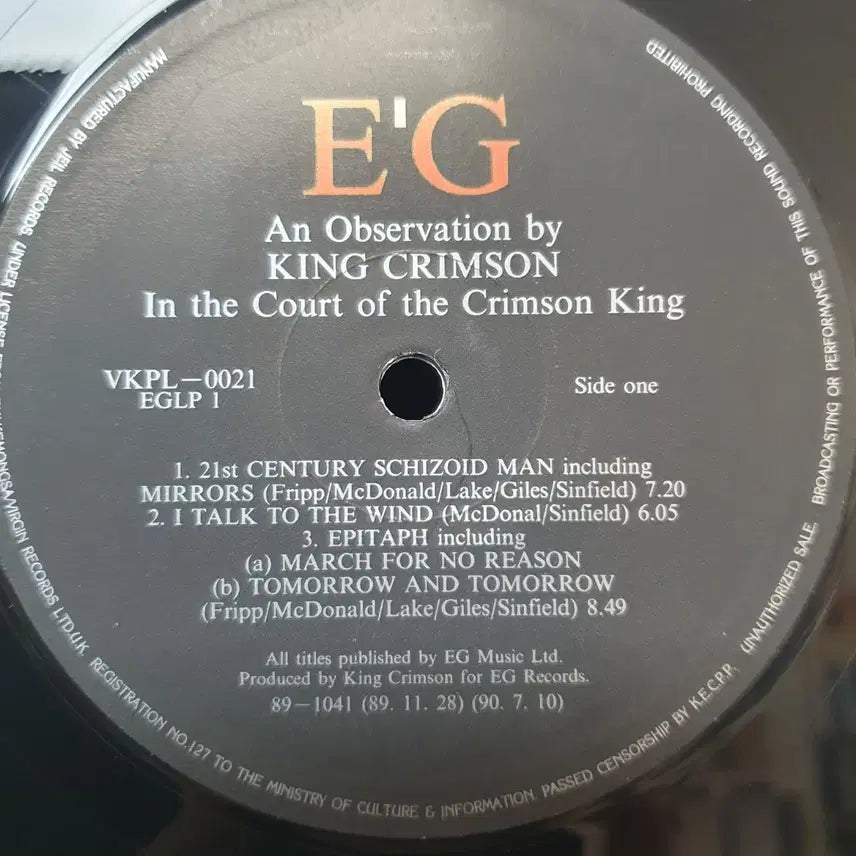 E'G
An Observation by
KING CRIMSON
In the Court of the Crimson King
VKPL-0021
EGLP 1
Side one
1. 21st CENTURY SCHIZOID MAN including
MIRRORS (Fripp/McDonald/Lake/Giles/Sinfield) 7.20
2. I TALK TO THE WIND (McDonal/Sinfield) 6.05
3. EPITAPH including
(a) MARCH FOR NO REASON
(b) TOMORROW AND TOMORROW
(Fripp/McDonald/Lake/Giles/Sinfield) 8.49
All titles published by EG Music Ltd.
Produced by King Crimson for EG Records.
89-1041 (89. 11. 28) (90. 7. 10)
MANUFACTURED BY JEIL RECORDS, UNDER LICENSE VIRGIN RECORDS LTD.U.K REGISTRATION NO.127 TO THE MINISTRY OF CULTURE & INFORMATION. PASSED CENSORSHIP BY K.E.C.P.P. UNAUTHORIZED SALE, BROADCASTING OR PERFORMANCE OF THIS SOUND RECORDING PROHIBITED